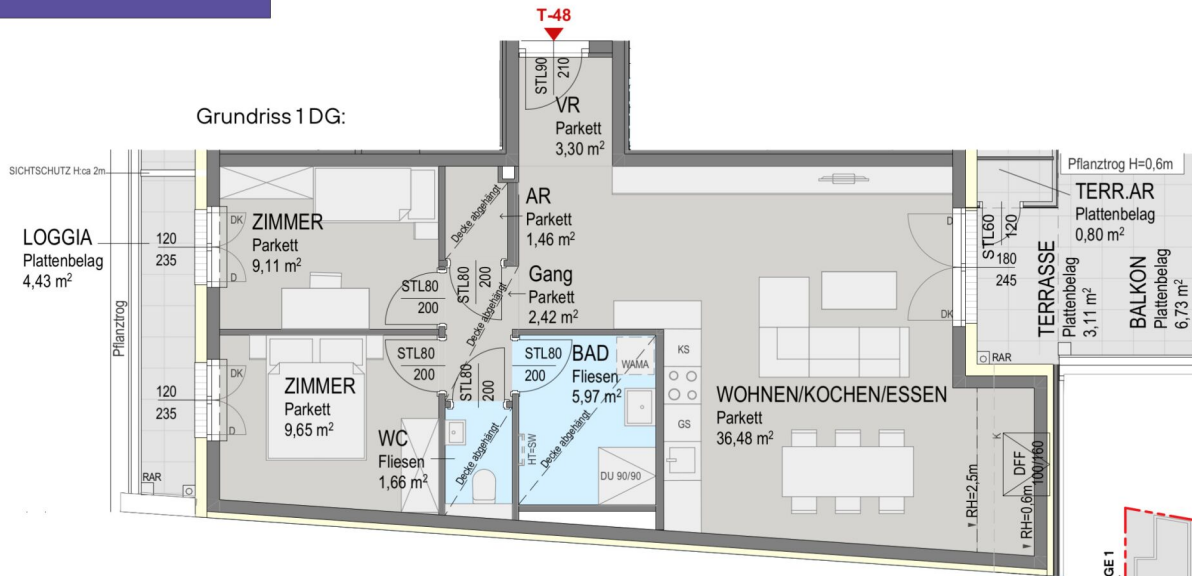 T-48
STL90
210
VR
Parkett
3,30 m²
Grundriss 1 DG:
SICHTSCHUTZ H:ca 2m
LOGGIA
Plattenbelag
4,43 m²
Pflanztrog
120
235
DK
D
ZIMMER
Parkett
9,11 m²
STL80
200
Decke abgehängt
AR
Parkett
1,46 m²
STL80
200
Gang
Parkett
2,42 m²
Decke abgehängt
120
235
DK
D
RAR
ZIMMER
Parkett
9,65 m²
STL80
200
STL80
200
WC
Fliesen
1,66 m²
Decke abgehängt
STL80
200
BAD
Fliesen
5,97 m²
WAMA
HT=SW
Decke abgehängt
DU 90/90
KS
GS
WOHNEN/KOCHEN/ESSEN
Parkett
36,48 m²
D
DK
180
245
STL60
120
Pflanztrog H=0,6m
TERR.AR
Plattenbelag
0,80 m²
TERRASSE
Plattenbelag
3,11 m²
BALKON
Plattenbelag
6,73 m²
RAR
K
RH=2,5m
RH=0,6m
DFF
100/160
GE 1